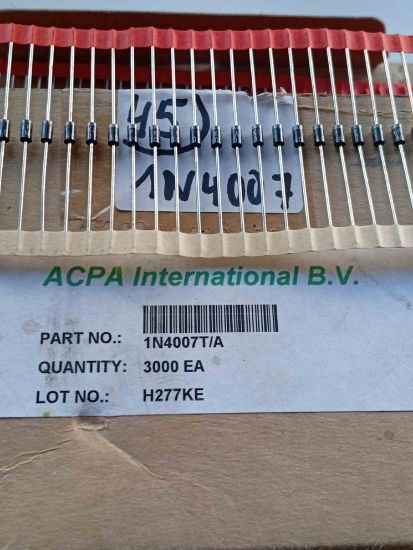 45)
1N4007
ACPA International B.V.
PART NO.: 1N4007T/A
QUANTITY: 3000 EA
LOT NO.: H277KE